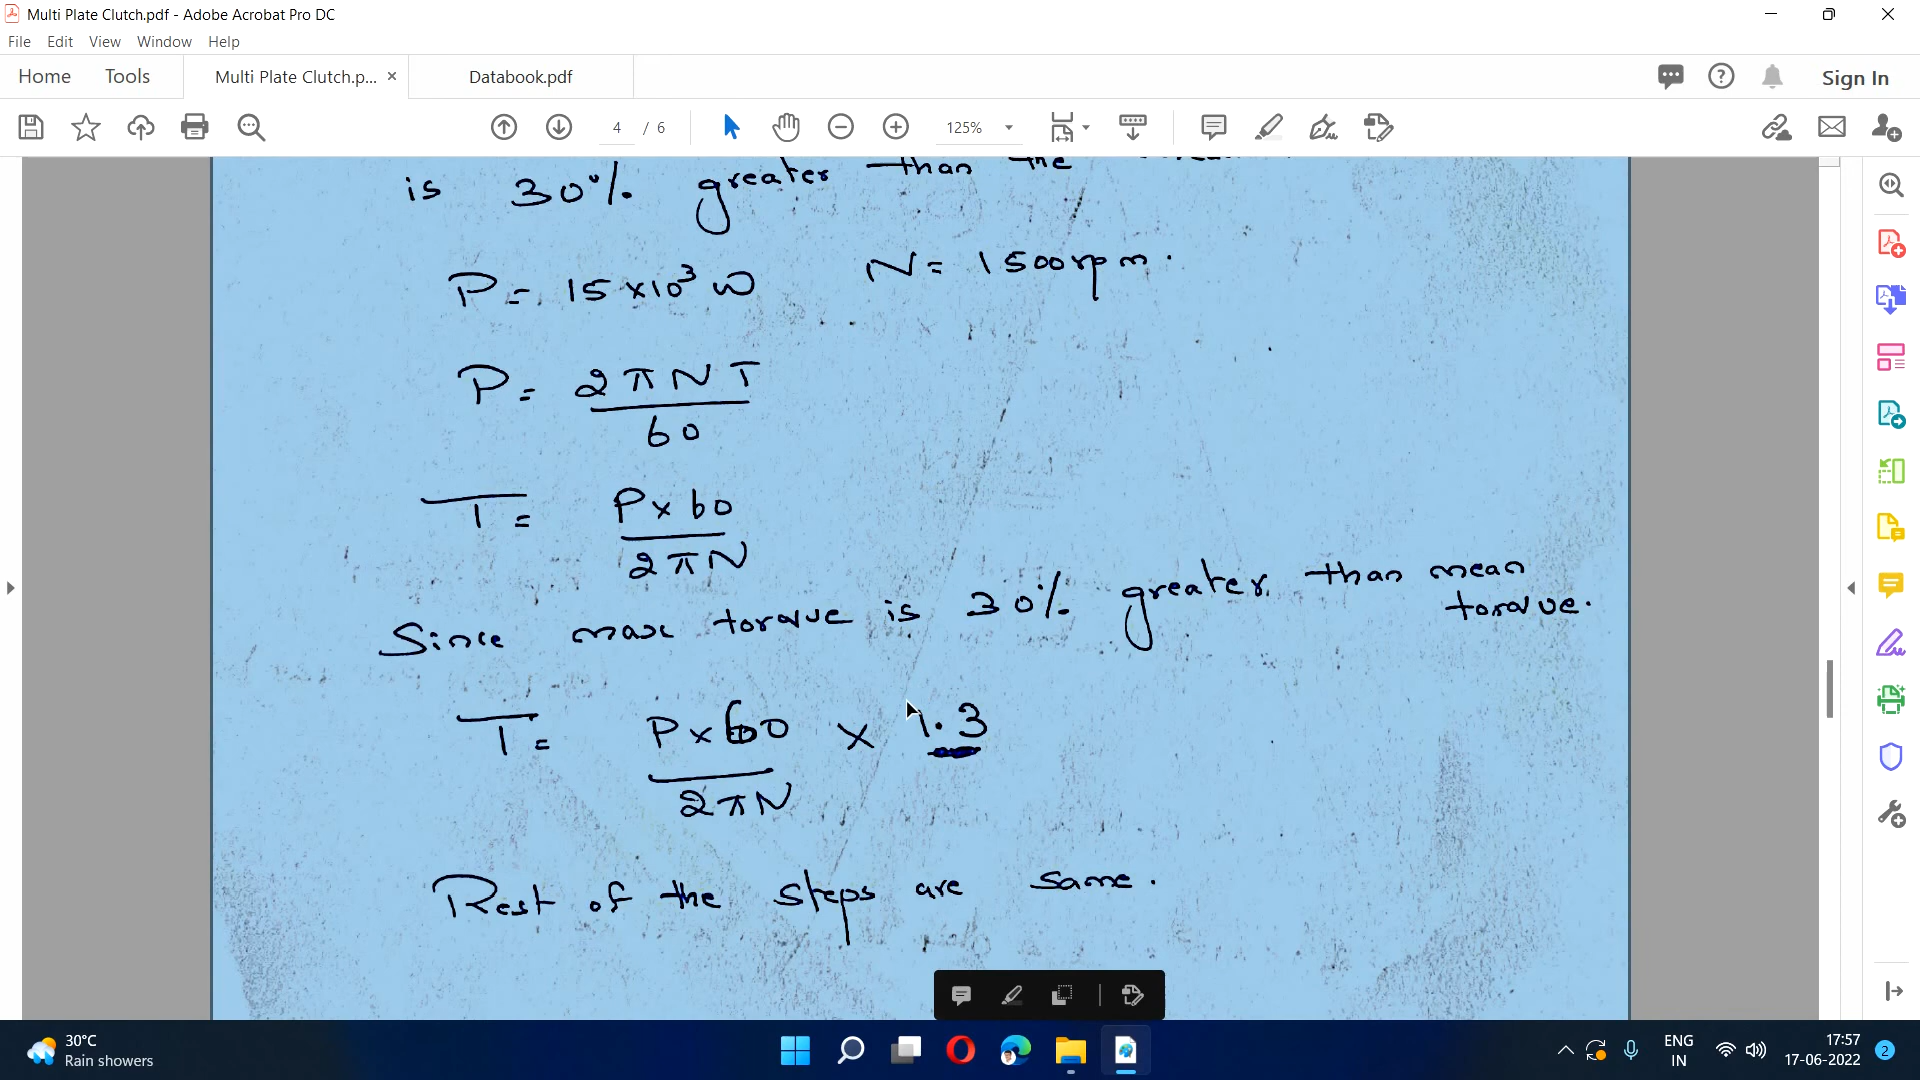 Multi Plate Clutch.pdf - Adobe Acrobat Pro DC
File Edit View Window Help
Home Tools Multi Plate Clutch.p... × Databook.pdf Sign In
4 / 6 125%
is 30% greater than the
P = 15×10³ W N = 1500rpm.
P = 2πNT
60
T = P×60
2πN
Since max torque is 30% greater than mean
torque.
T = P×60 × 1.3
2πN
Rest of the steps are same.
30°C
Rain showers
ENG
IN
17:57
17-06-2022
2